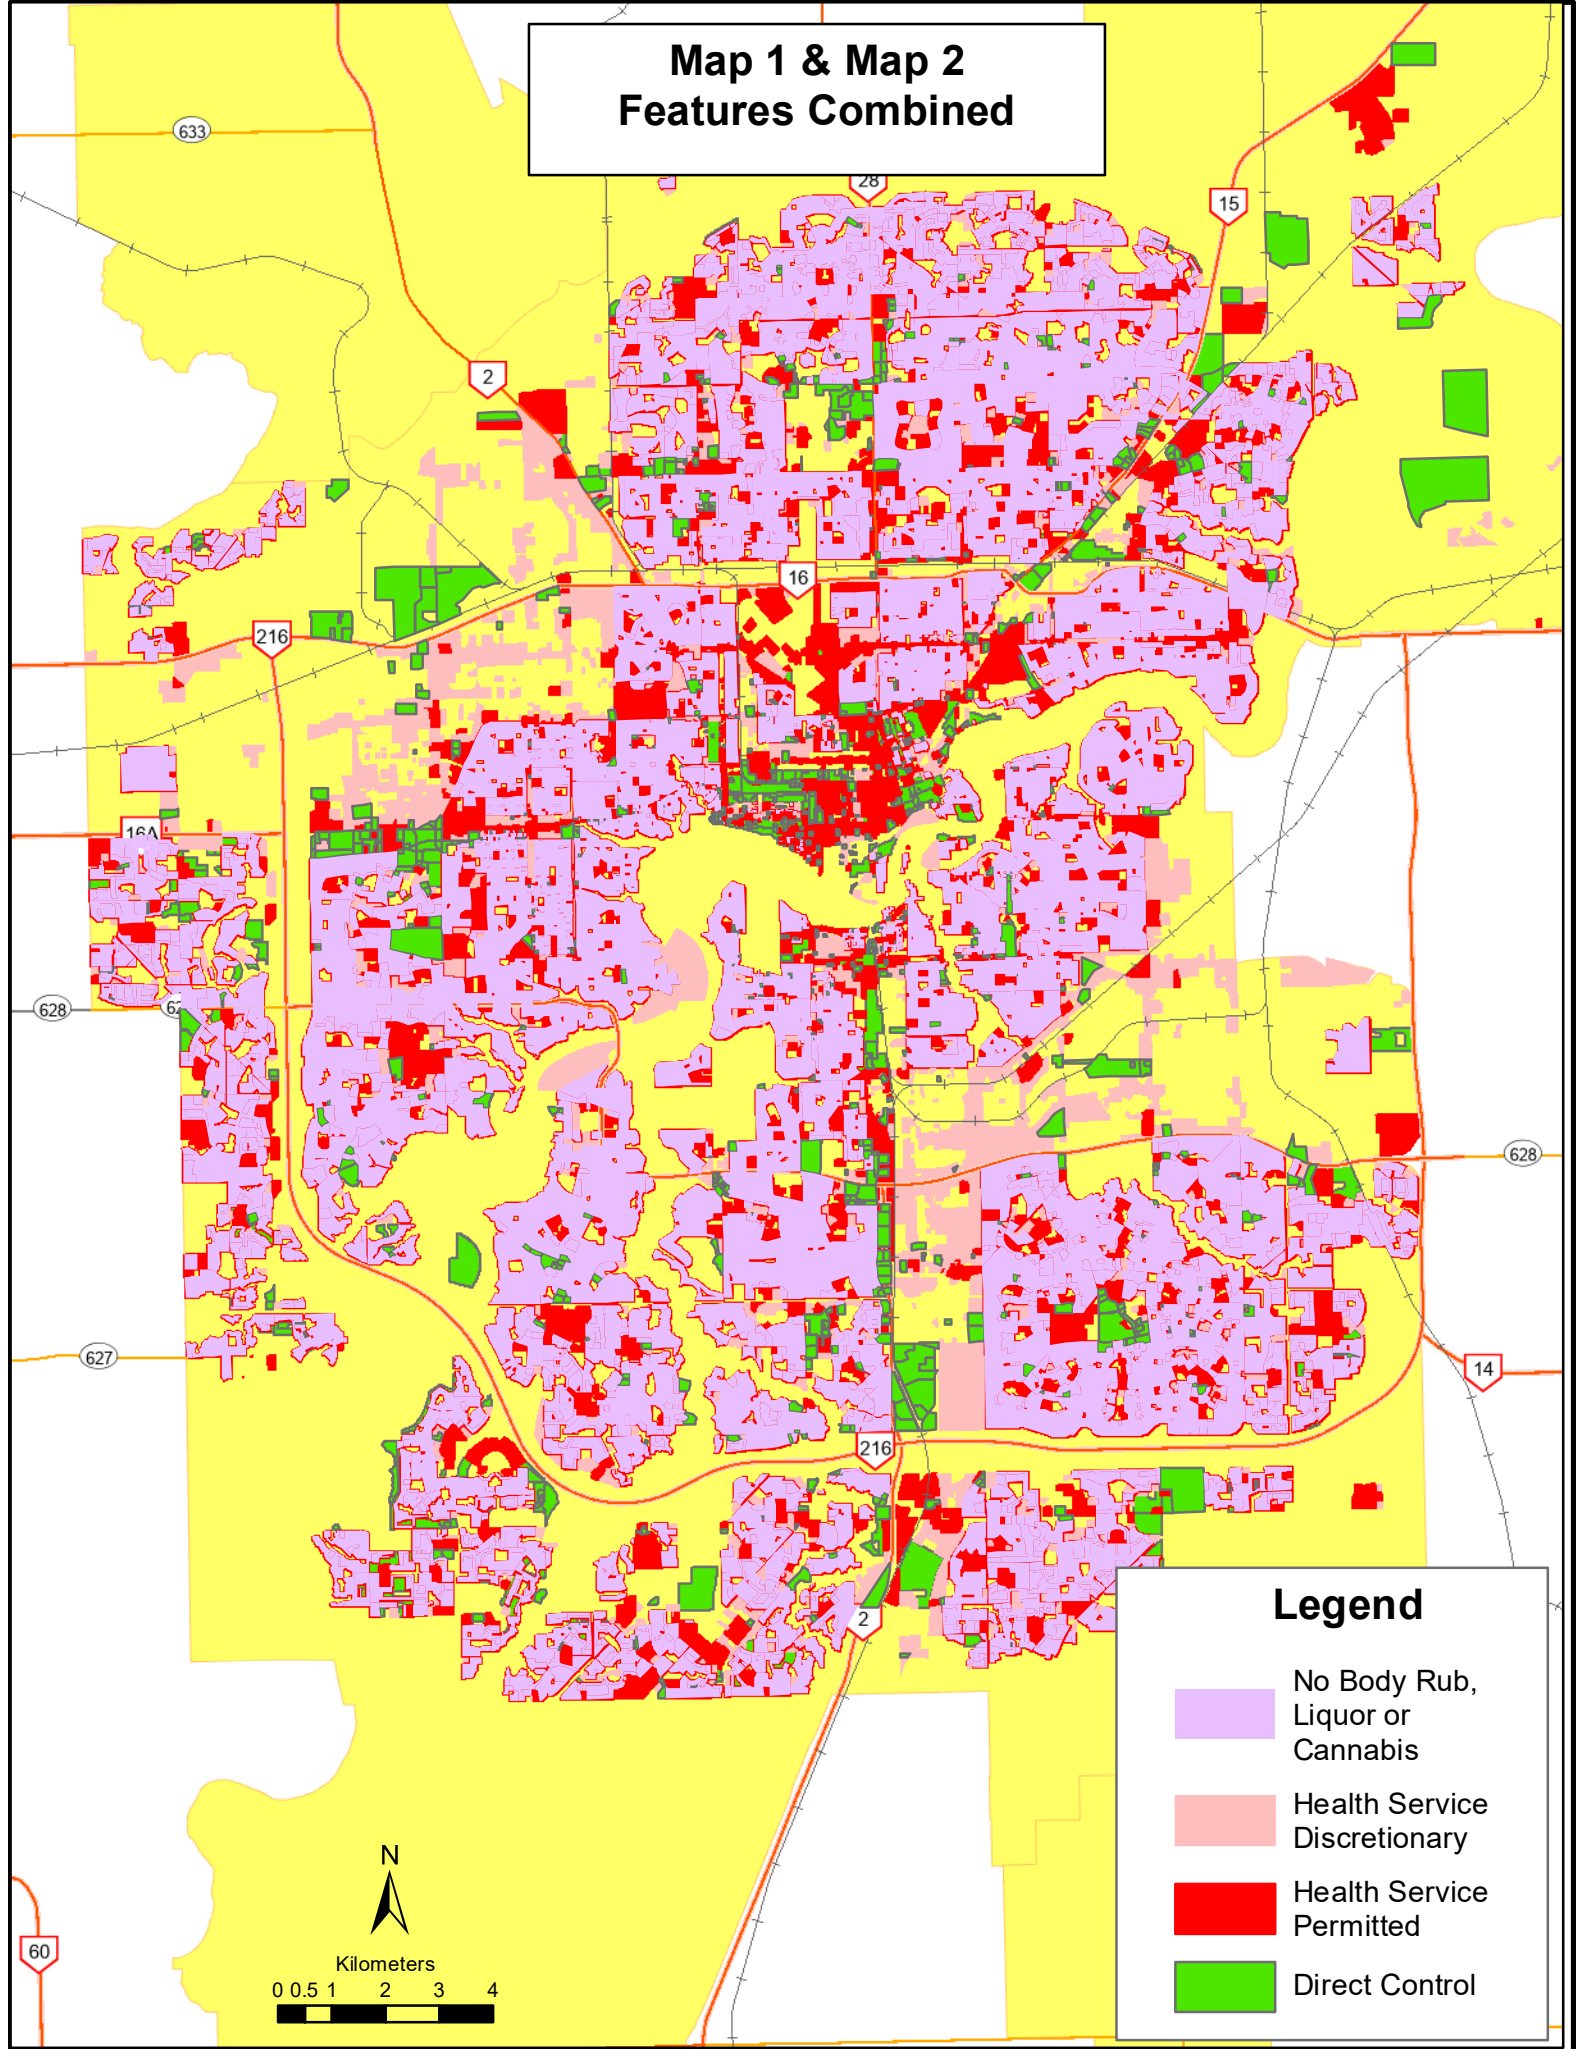 Map 1 & Map 2
Features Combined
633
28
15
2
16
216
16A
628
62
628
627
14
216
2
60
Legend
No Body Rub,
Liquor or
Cannabis
Health Service
Discretionary
Health Service
Permitted
Direct Control
N
Kilometers
0 0.5 1 2 3 4